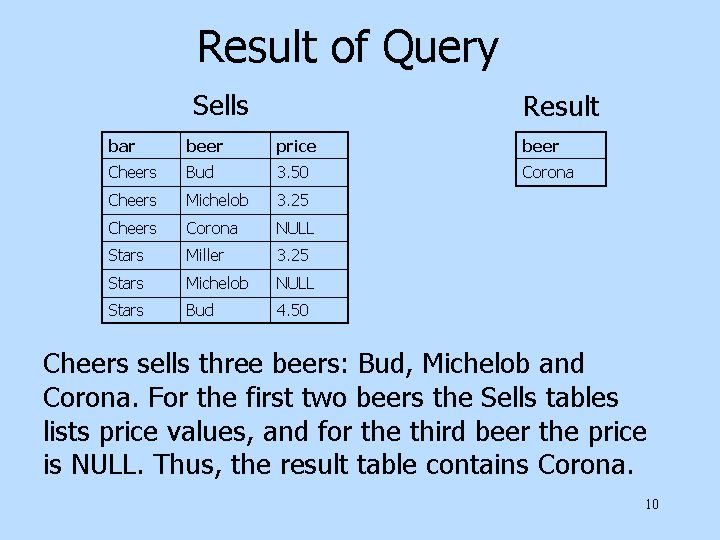 Result of Query
Sells
bar beer price
Cheers Bud 3.50
Cheers Michelob 3.25
Cheers Corona NULL
Stars Miller 3.25
Stars Michelob NULL
Stars Bud 4.50
Result
beer
Corona
Cheers sells three beers: Bud, Michelob and
Corona. For the first two beers the Sells tables
lists price values, and for the third beer the price
is NULL. Thus, the result table contains Corona.
10